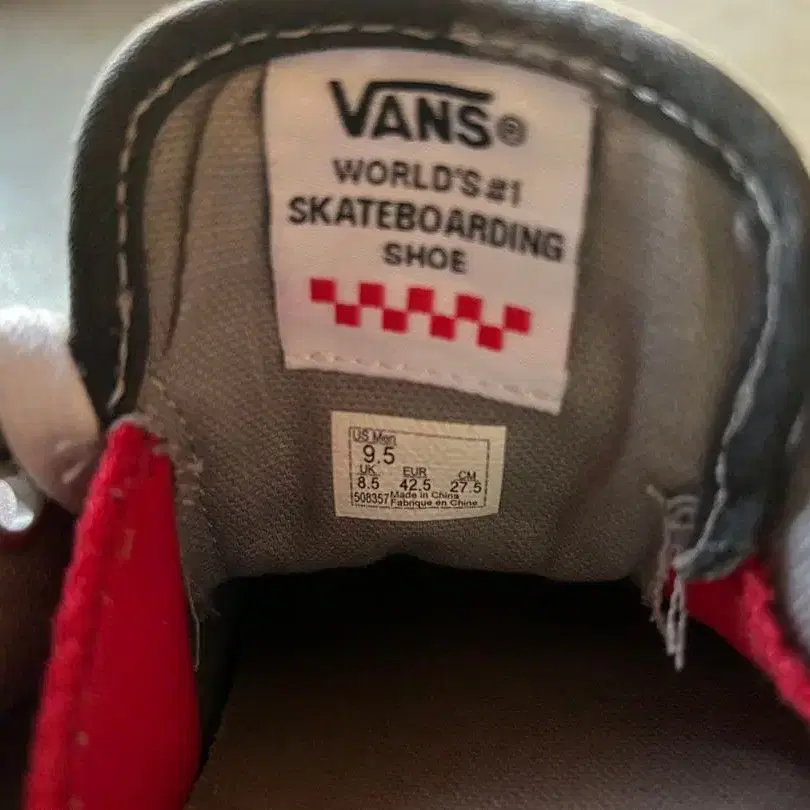 VANS®
WORLD'S #1
SKATEBOARDING
SHOE
US Men
9.5
UK EUR CM
8.5 42.5 27.5
508357 Made in China
Fabrique en Chine